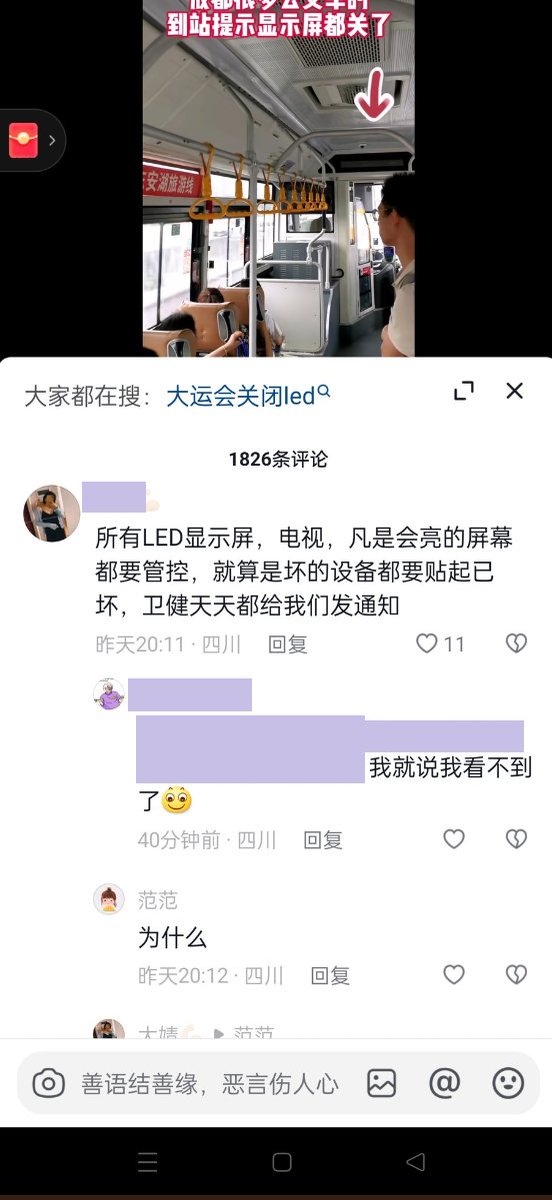 到站提示显示屏都关了
安湖旅游线
大家都在搜： 大运会关闭led
1826条评论
所有LED显示屏，电视，凡是会亮的屏幕
都要管控，就算是坏的设备都要贴起已
坏，卫健天天都给我们发通知
昨天20:11 · 四川 回复 11
我就说我看不到
了
40分钟前 · 四川 回复
范范
为什么
昨天20:12 · 四川 回复
大婧 范范
善语结善缘，恶言伤人心